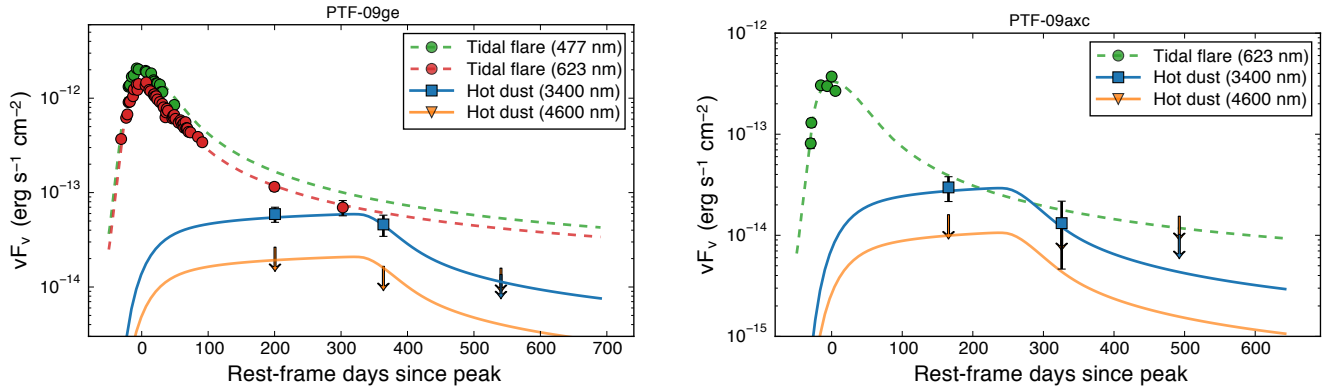 PTF-09ge
Tidal flare (477 nm)
Tidal flare (623 nm)
Hot dust (3400 nm)
Hot dust (4600 nm)
νFν (erg s⁻¹ cm⁻²)
10⁻¹²
10⁻¹³
10⁻¹⁴
0 100 200 300 400 500 600 700
Rest-frame days since peak
PTF-09axc
Tidal flare (623 nm)
Hot dust (3400 nm)
Hot dust (4600 nm)
νFν (erg s⁻¹ cm⁻²)
10⁻¹²
10⁻¹³
10⁻¹⁴
10⁻¹⁵
0 100 200 300 400 500 600
Rest-frame days since peak